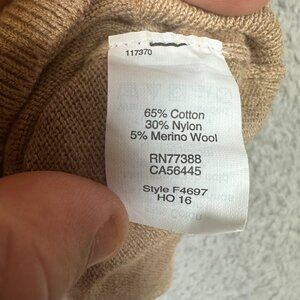 117370
65% Cotton
30% Nylon
5% Merino Wool
RN77388
CA56445
Style F4697
HO 16